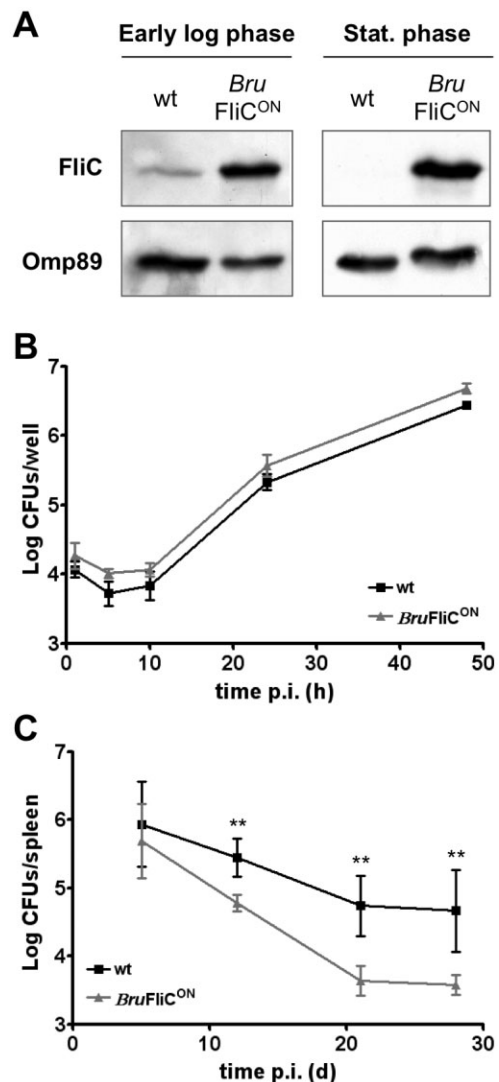 A
Early log phase
Stat. phase
wt
Bru
FliC^ON
wt
Bru
FliC^ON
FliC
Omp89
B
7
6
5
4
3
Log CFUs/well
0 10 20 30 40 50
time p.i. (h)
wt
BruFliC^ON
C
7
6
5
4
3
Log CFUs/spleen
**
**
**
0 10 20 30
time p.i. (d)
wt
BruFliC^ON